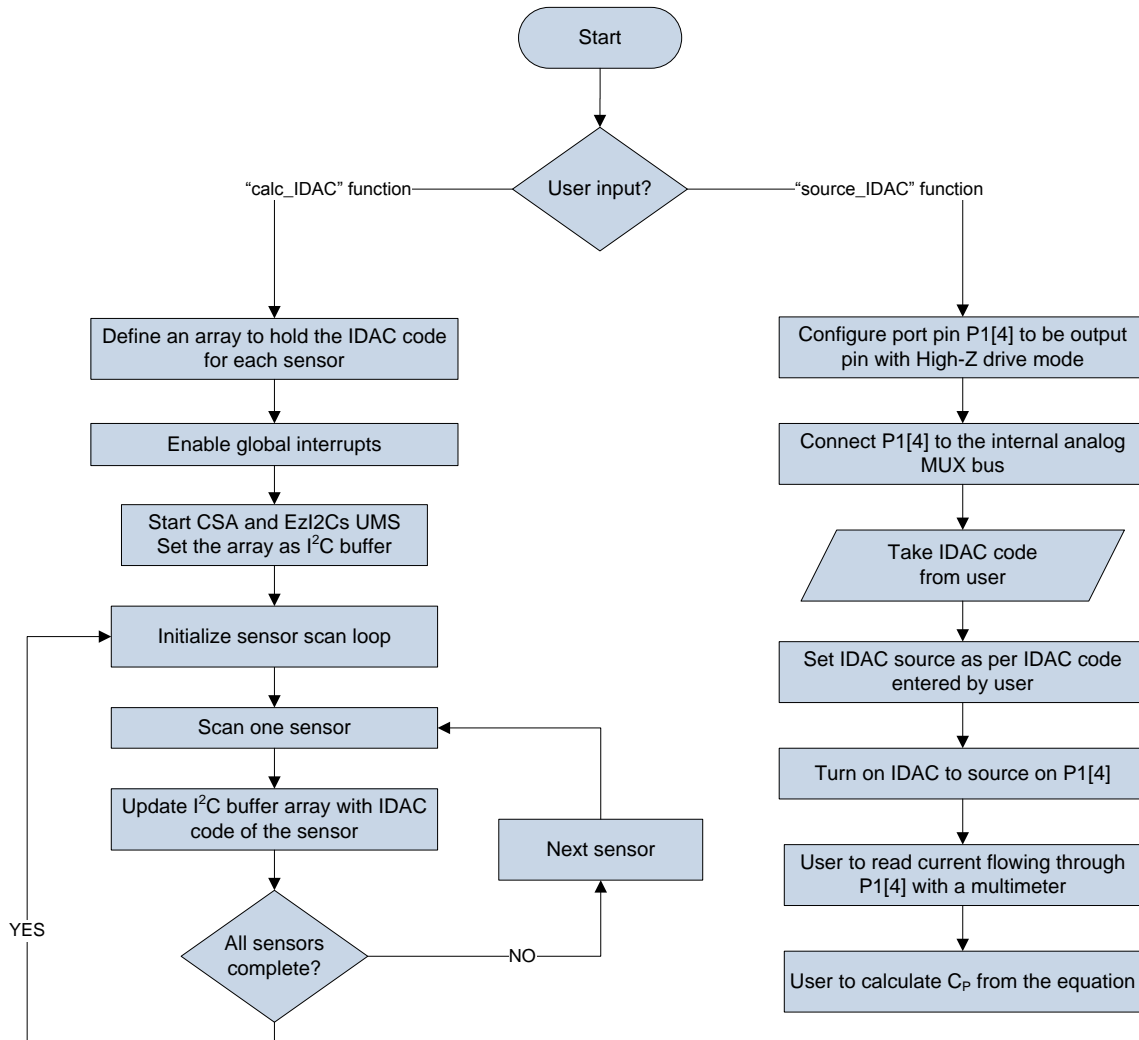 Start
User input?
“calc_IDAC” function
“source_IDAC” function
Define an array to hold the IDAC code
for each sensor
Enable global interrupts
Start CSA and EzI2Cs UMS
Set the array as I²C buffer
Initialize sensor scan loop
Scan one sensor
Update I²C buffer array with IDAC
code of the sensor
Next sensor
All sensors
complete?
NO
YES
Configure port pin P1[4] to be output
pin with High-Z drive mode
Connect P1[4] to the internal analog
MUX bus
Take IDAC code
from user
Set IDAC source as per IDAC code
entered by user
Turn on IDAC to source on P1[4]
User to read current flowing through
P1[4] with a multimeter
User to calculate Cₚ from the equation